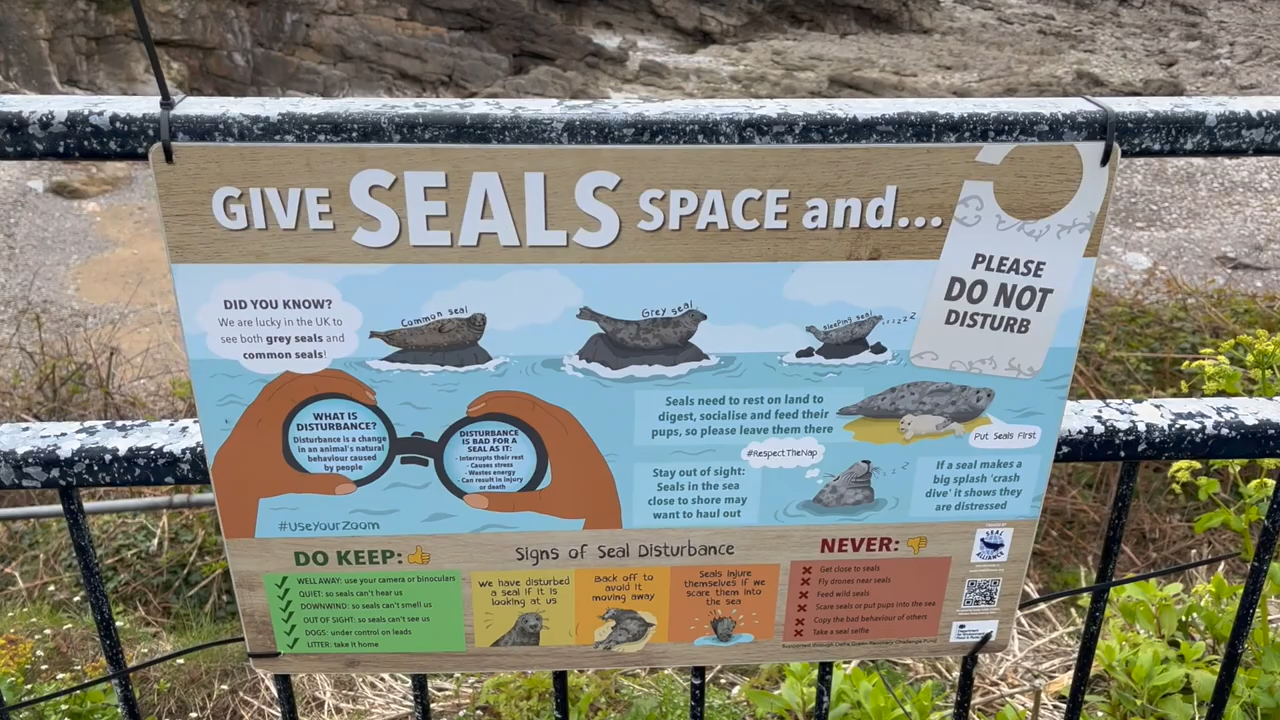 GIVE SEALS SPACE and...
PLEASE
DO NOT
DISTURB
DID YOU KNOW?
We are lucky in the UK to
see both grey seals and
common seals!
Common seal
Grey seal
sleeping seal
zzzzzz
WHAT IS
DISTURBANCE?
Disturbance is a change
in an animal's natural
behaviour caused
by people
DISTURBANCE
IS BAD FOR A
SEAL AS IT:
- Interrupts their rest
- Causes stress
- Wastes energy
- Can result in injury
or death
#UseYourZoom
Seals need to rest on land to
digest, socialise and feed their
pups, so please leave them there
Put Seals First
#RespectTheNap
Stay out of sight:
Seals in the sea
close to shore may
want to haul out
If a seal makes a
big splash 'crash
dive' it shows they
are distressed
DO KEEP:
WELL AWAY: use your camera or binoculars
QUIET: so seals can't hear us
DOWNWIND: so seals can't smell us
OUT OF SIGHT: so seals can't see us
DOGS: under control on leads
LITTER: take it home
Signs of Seal Disturbance
We have disturbed
a seal if it is
looking at us
Back off to
avoid it
moving away
Seals injure
themselves if we
scare them into
the sea
NEVER:
Get close to seals
Fly drones near seals
Feed wild seals
Scare seals or put pups into the sea
Copy the bad behaviour of others
Take a seal selfie
SEAL
ALLIANCE